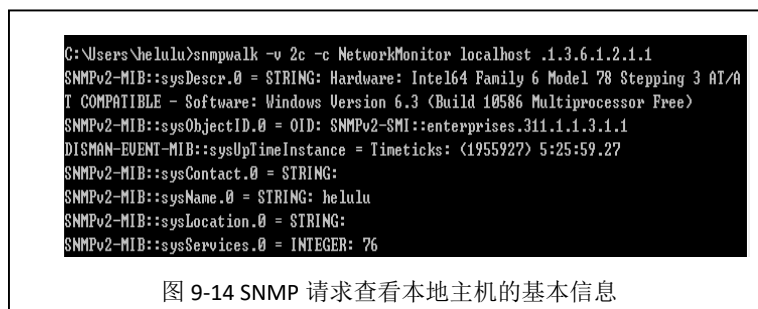 C:\Users\helulu>snmpwalk -v 2c -c NetworkMonitor localhost .1.3.6.1.2.1.1
SNMPv2-MIB::sysDescr.0 = STRING: Hardware: Intel64 Family 6 Model 78 Stepping 3 AT/A
T COMPATIBLE - Software: Windows Version 6.3 (Build 10586 Multiprocessor Free)
SNMPv2-MIB::sysObjectID.0 = OID: SNMPv2-SMI::enterprises.311.1.1.3.1.1
DISMAN-EVENT-MIB::sysUpTimeInstance = Timeticks: (1955927) 5:25:59.27
SNMPv2-MIB::sysContact.0 = STRING:
SNMPv2-MIB::sysName.0 = STRING: helulu
SNMPv2-MIB::sysLocation.0 = STRING:
SNMPv2-MIB::sysServices.0 = INTEGER: 76
图 9-14 SNMP 请求查看本地主机的基本信息